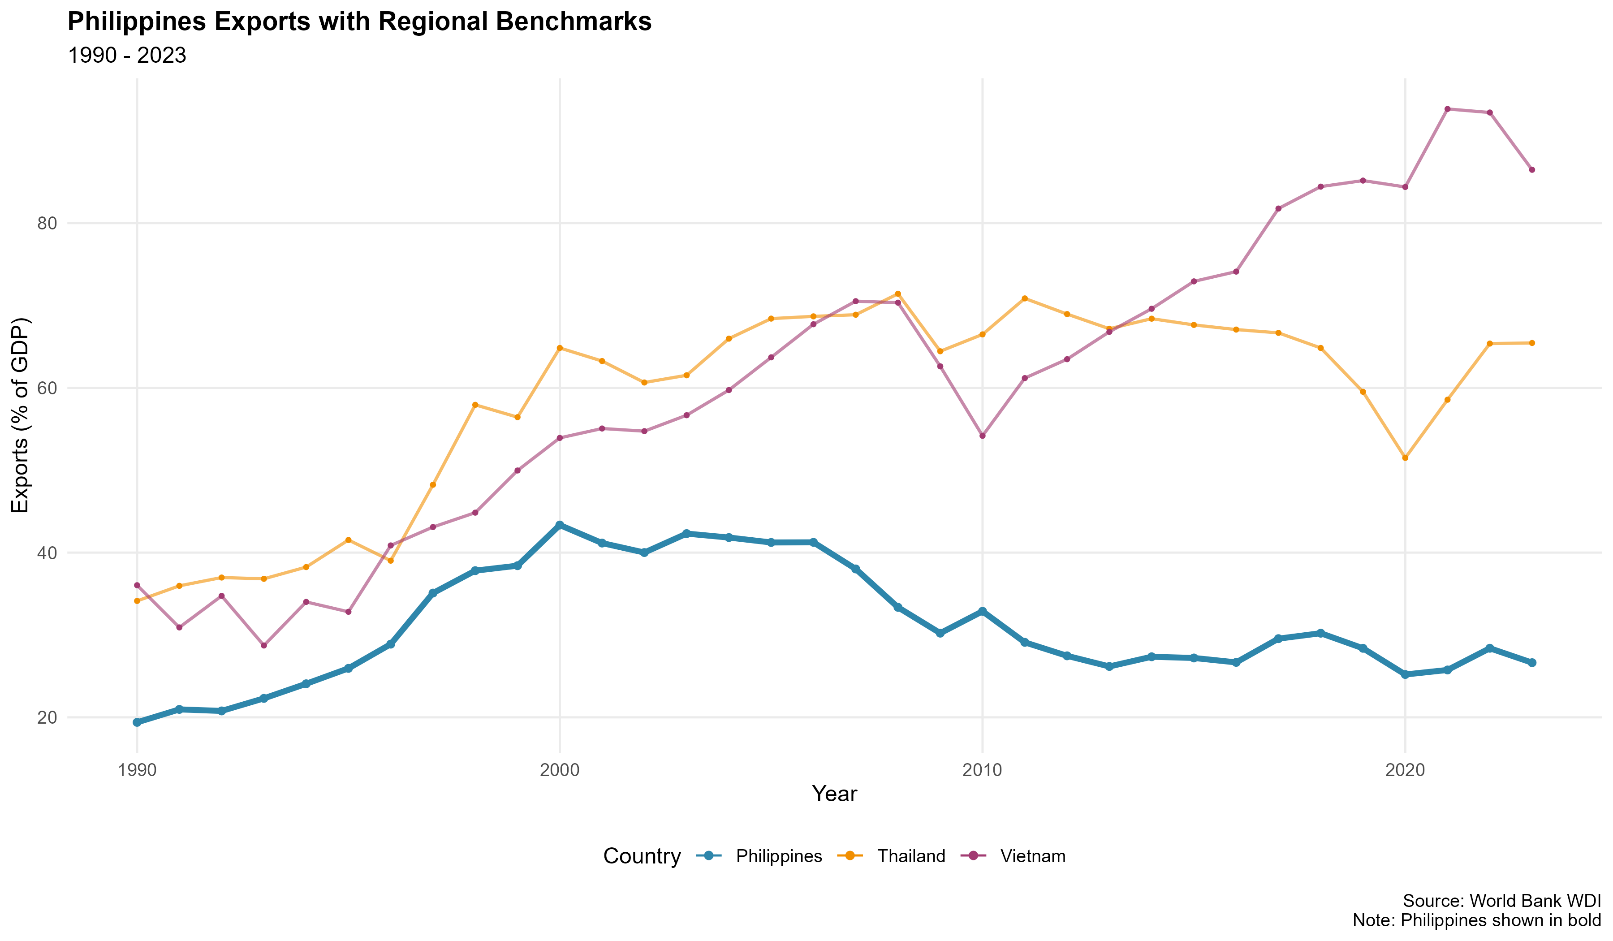 Philippines Exports with Regional Benchmarks
1990 - 2023
Exports (% of GDP)
80
60
40
20
1990 2000 2010 2020
Year
Country Philippines Thailand Vietnam
Source: World Bank WDI
Note: Philippines shown in bold